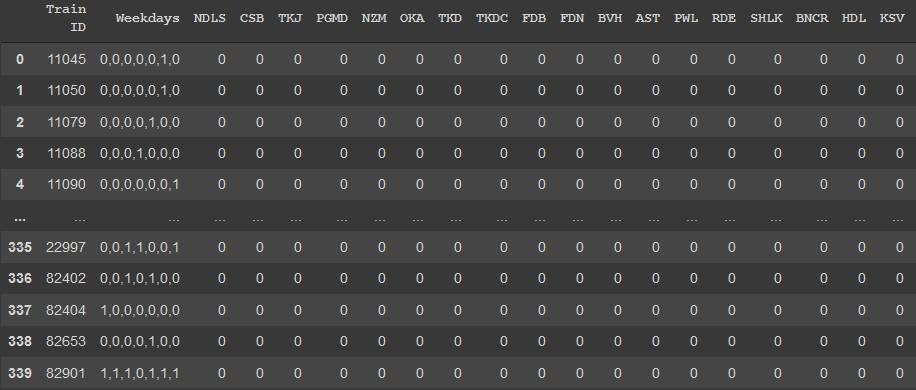 Train ID Weekdays NDLS CSB TKJ PGMD NZM OKA TKD TKDC FDB FDN BVH AST PWL RDE SHLK BNCR HDL KSV
0 11045 0,0,0,0,0,1,0 0 0 0 0 0 0 0 0 0 0 0 0 0 0 0 0 0 0
1 11050 0,0,0,0,0,1,0 0 0 0 0 0 0 0 0 0 0 0 0 0 0 0 0 0 0
2 11079 0,0,0,0,1,0,0 0 0 0 0 0 0 0 0 0 0 0 0 0 0 0 0 0 0
3 11088 0,0,0,1,0,0,0 0 0 0 0 0 0 0 0 0 0 0 0 0 0 0 0 0 0
4 11090 0,0,0,0,0,0,1 0 0 0 0 0 0 0 0 0 0 0 0 0 0 0 0 0 0
... ... ... ... ... ... ... ... ... ... ... ... ... ... ... ... ... ... ... ... ...
335 22997 0,0,1,1,0,0,1 0 0 0 0 0 0 0 0 0 0 0 0 0 0 0 0 0 0
336 82402 0,0,1,0,1,0,0 0 0 0 0 0 0 0 0 0 0 0 0 0 0 0 0 0 0
337 82404 1,0,0,0,0,0,0 0 0 0 0 0 0 0 0 0 0 0 0 0 0 0 0 0 0
338 82653 0,0,0,0,1,0,0 0 0 0 0 0 0 0 0 0 0 0 0 0 0 0 0 0 0
339 82901 1,1,1,0,1,1,1 0 0 0 0 0 0 0 0 0 0 0 0 0 0 0 0 0 0